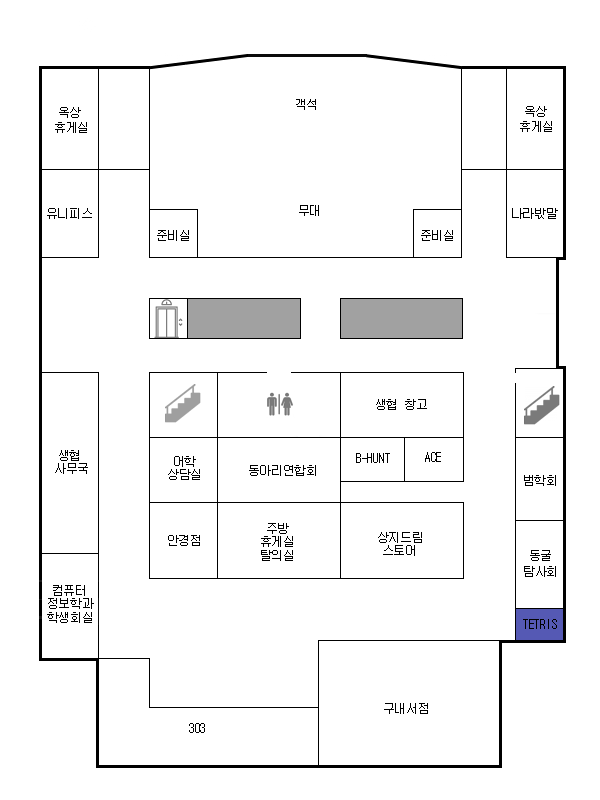 객석
옥상
휴게실
옥상
휴게실
유니피스
무대
나라밖말
준비실
준비실
생협 창고
생협
사무국
어학
상담실
동아리연합회
B-HUNT
ACE
범학회
안경점
주방
휴게실
탈의실
상지드림
스토어
동굴
탐사회
컴퓨터
정보학과
학생회실
TETRIS
303
구내서점